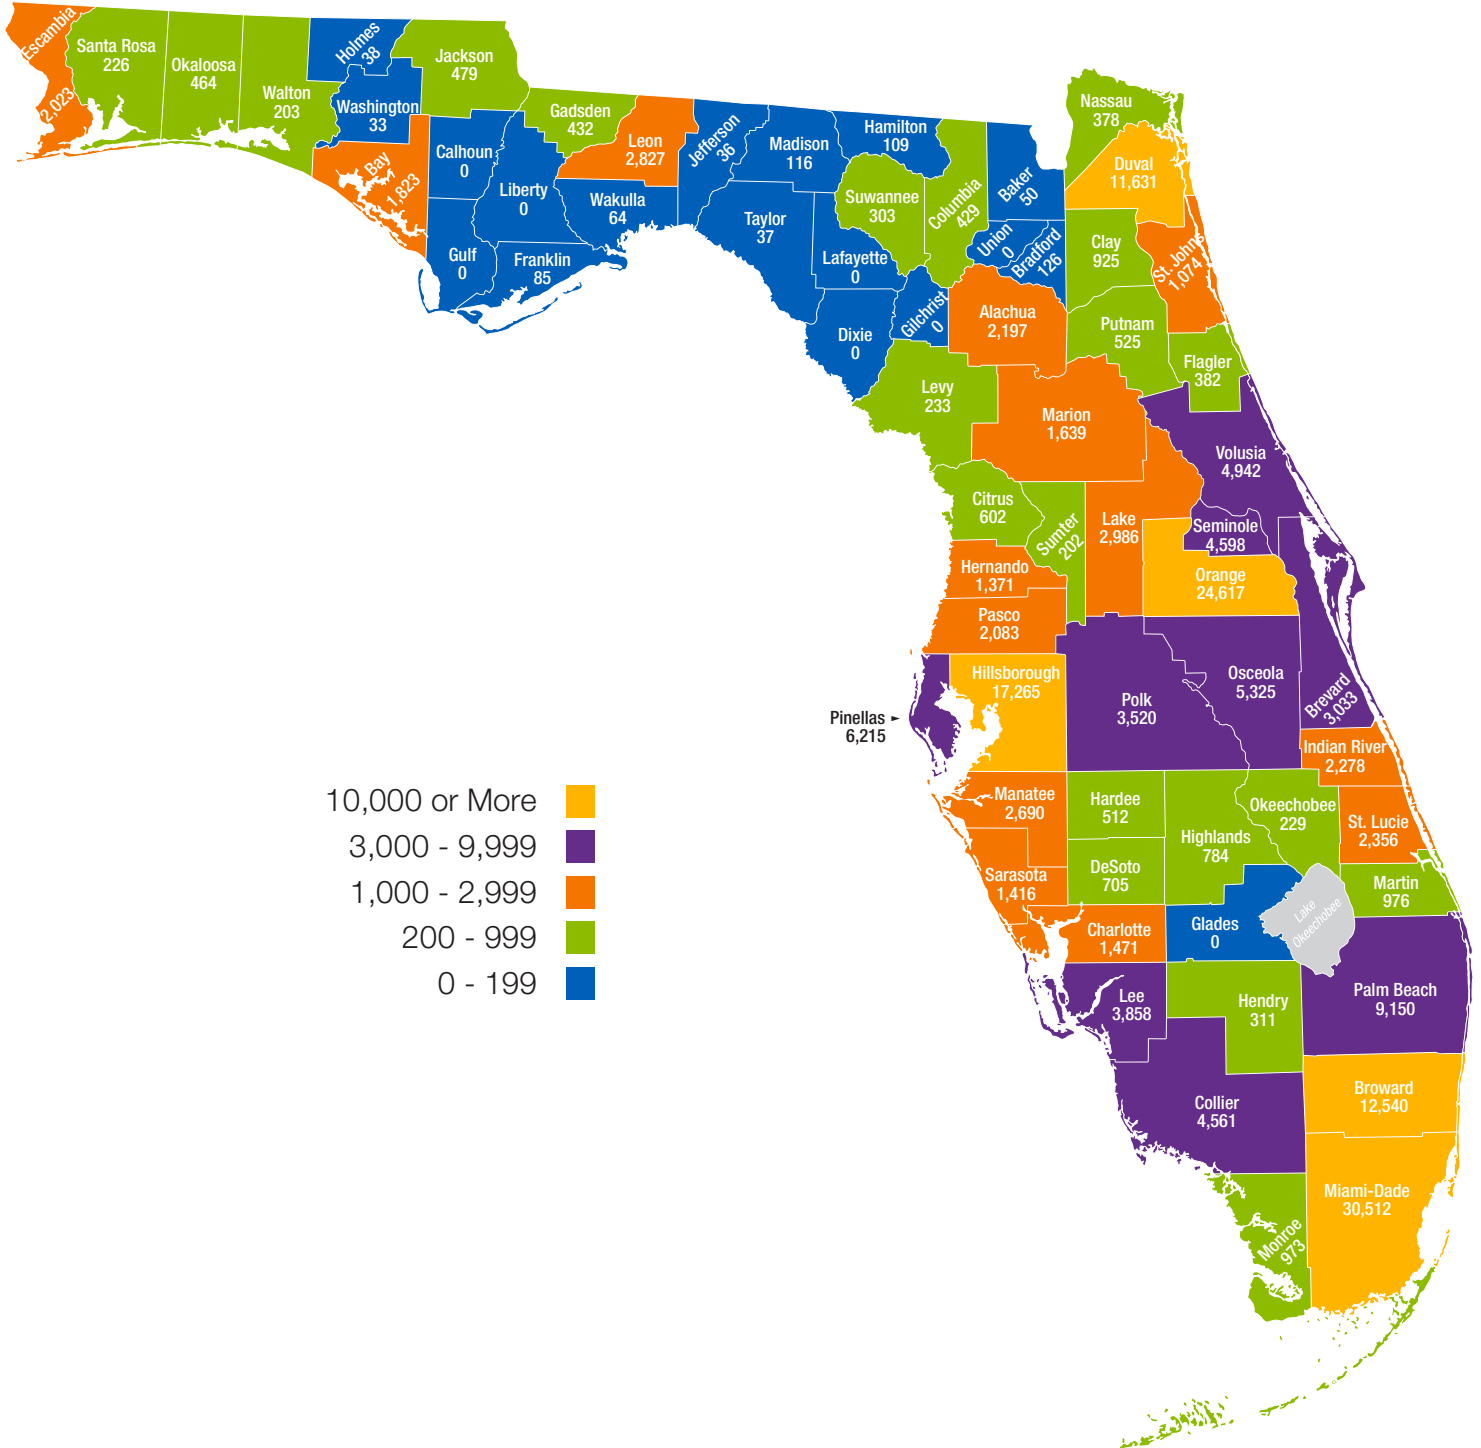 Escambia
2,023
Santa Rosa
226
Okaloosa
464
Walton
203
Holmes
38
Washington
33
Jackson
479
Bay
1,823
Calhoun
0
Gulf
0
Liberty
0
Gadsden
432
Franklin
85
Leon
2,827
Wakulla
64
Jefferson
36
Madison
116
Taylor
37
Hamilton
109
Suwannee
303
Lafayette
0
Dixie
0
Columbia
429
Gilchrist
0
Baker
50
Union
0
Bradford
126
Nassau
378
Duval
11,631
Clay
925
St. Johns
1,074
Alachua
2,197
Putnam
525
Flagler
382
Levy
233
Marion
1,639
Volusia
4,942
Citrus
602
Sumter
202
Lake
2,986
Seminole
4,598
Hernando
1,371
Orange
24,617
Pasco
2,083
Hillsborough
17,265
Pinellas
6,215
Polk
3,520
Osceola
5,325
Brevard
3,033
Indian River
2,278
Manatee
2,690
Hardee
512
Highlands
784
Okeechobee
229
St. Lucie
2,356
Sarasota
1,416
DeSoto
705
Martin
976
Charlotte
1,471
Glades
0
Lake
Okeechobee
Lee
3,858
Hendry
311
Palm Beach
9,150
Collier
4,561
Broward
12,540
Miami-Dade
30,512
Monroe
973
10,000 or More
3,000 - 9,999
1,000 - 2,999
200 - 999
0 - 199